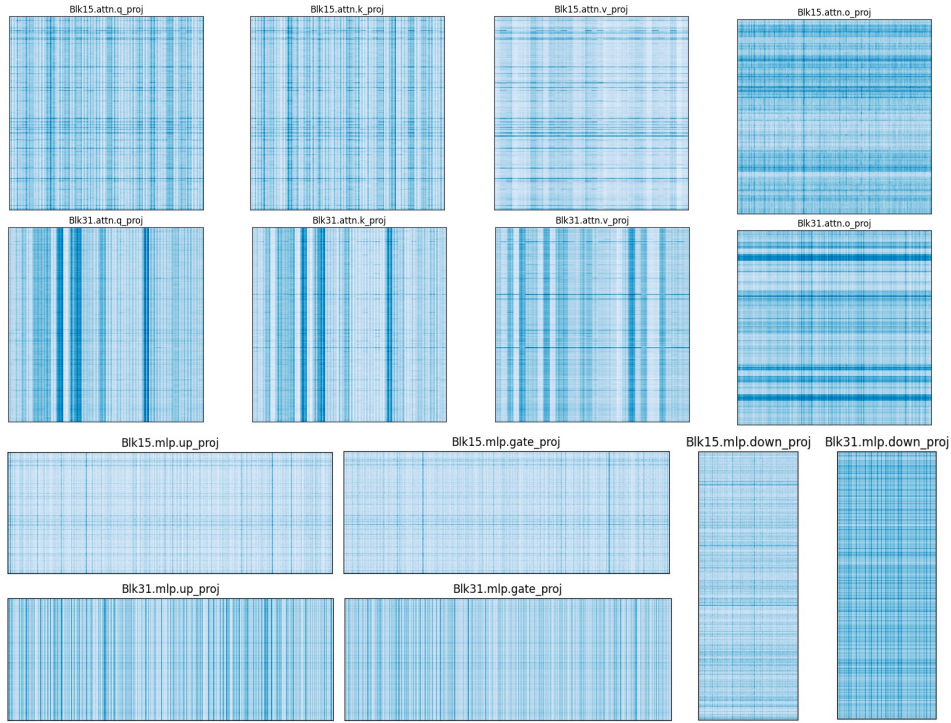 Blk15.attn.q_proj
Blk15.attn.k_proj
Blk15.attn.v_proj
Blk15.attn.o_proj
Blk31.attn.q_proj
Blk31.attn.k_proj
Blk31.attn.v_proj
Blk31.attn.o_proj
Blk15.mlp.up_proj
Blk15.mlp.gate_proj
Blk15.mlp.down_proj
Blk31.mlp.down_proj
Blk31.mlp.up_proj
Blk31.mlp.gate_proj